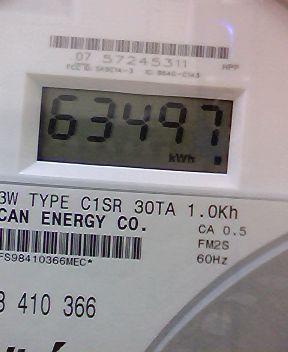 07 57245311 APP
63497
kWh
3W TYPE C1SR 30TA 1.0Kh
CAN ENERGY CO. CA 0.5
FM2S
FS98410366MEC* 60Hz
8 410 366